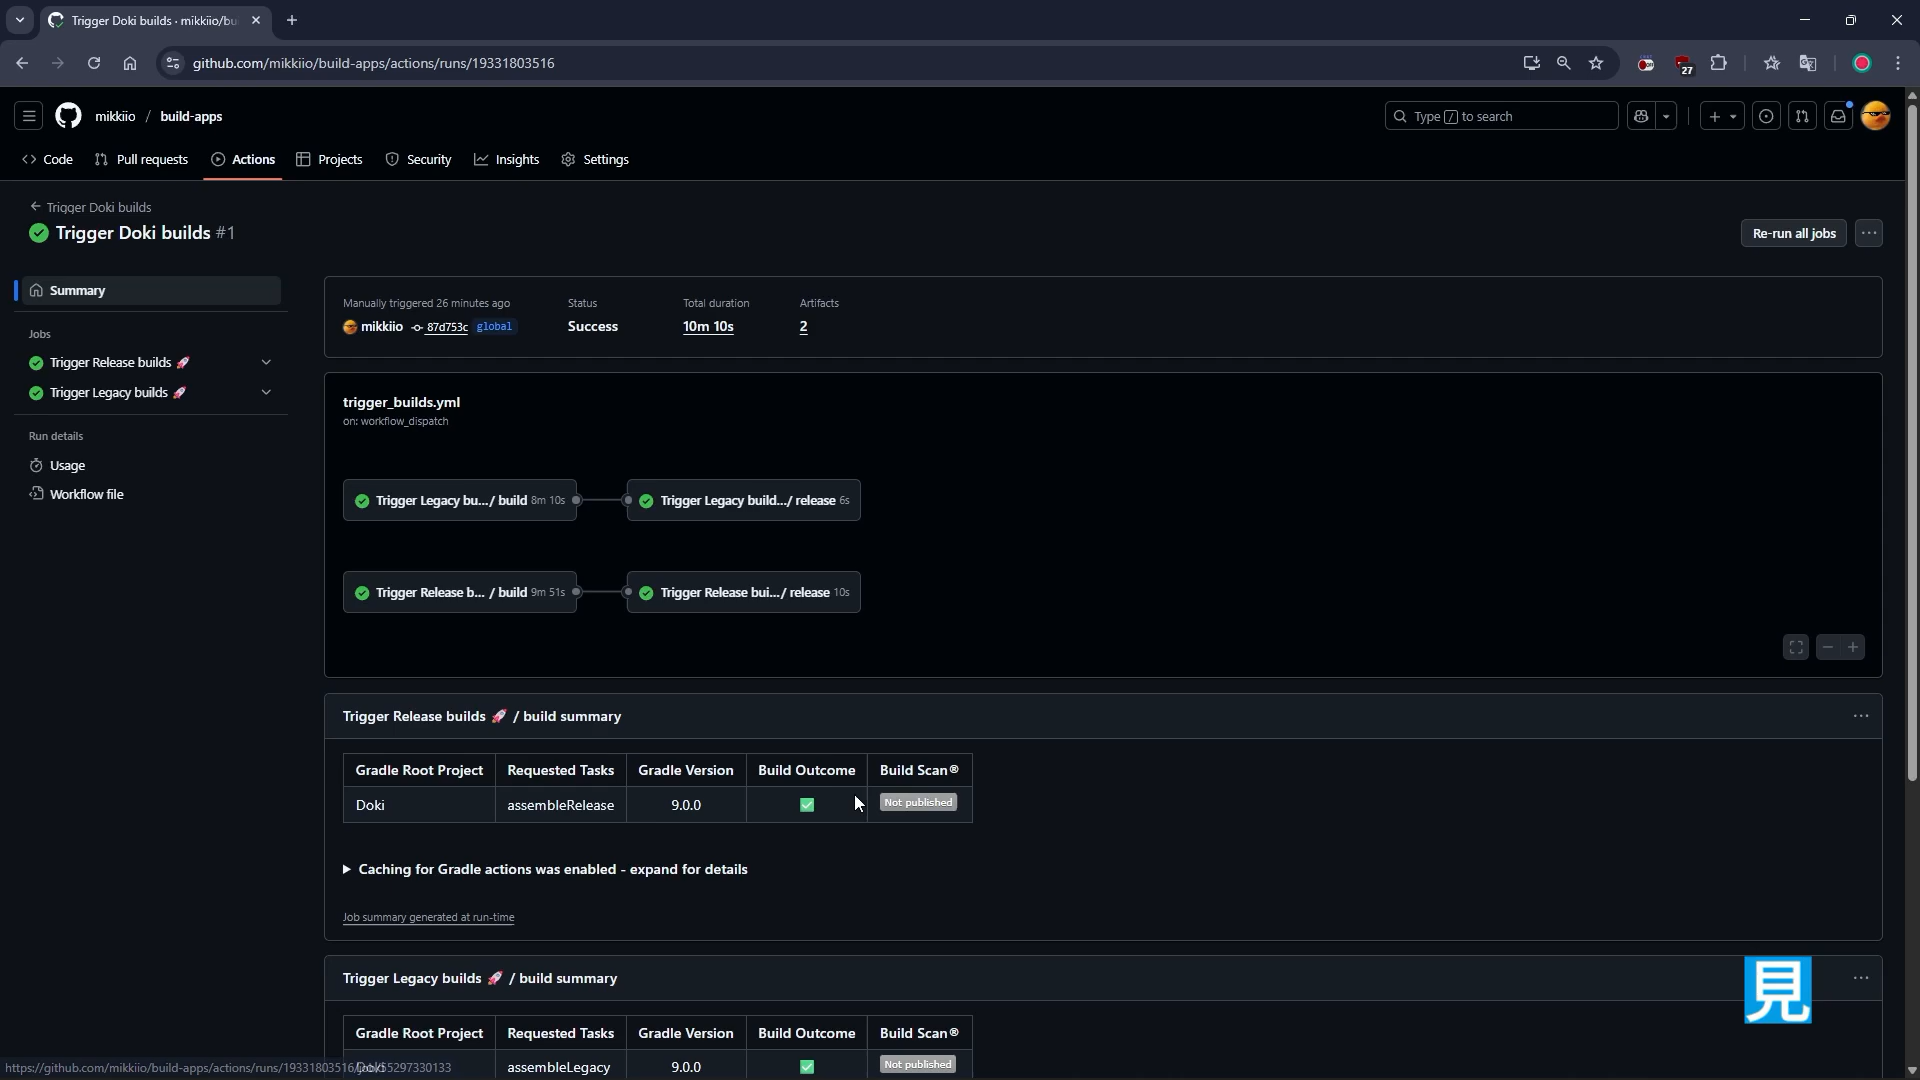 Trigger Doki builds · mikkiio/bu
github.com/mikkiio/build-apps/actions/runs/19331803516
27
mikkiio / build-apps
Type / to search
Code
Pull requests
Actions
Projects
Security
Insights
Settings
← Trigger Doki builds
Trigger Doki builds #1
Re-run all jobs
Summary
Jobs
Trigger Release builds 🚀
Trigger Legacy builds 🚀
Run details
Usage
Workflow file
Manually triggered 26 minutes ago
mikkiio 87d753c global
Status
Success
Total duration
10m 10s
Artifacts
2
trigger_builds.yml
on: workflow_dispatch
Trigger Legacy bu.../ build 8m 10s
Trigger Legacy build.../ release 6s
Trigger Release b... / build 9m 51s
Trigger Release bui.../ release 10s
Trigger Release builds 🚀 / build summary
Gradle Root Project Requested Tasks Gradle Version Build Outcome Build Scan®
Doki assembleRelease 9.0.0 ✅ Not published
Caching for Gradle actions was enabled - expand for details
Job summary generated at run-time
Trigger Legacy builds 🚀 / build summary
見
Gradle Root Project Requested Tasks Gradle Version Build Outcome Build Scan®
assembleLegacy 9.0.0 ✅ Not published